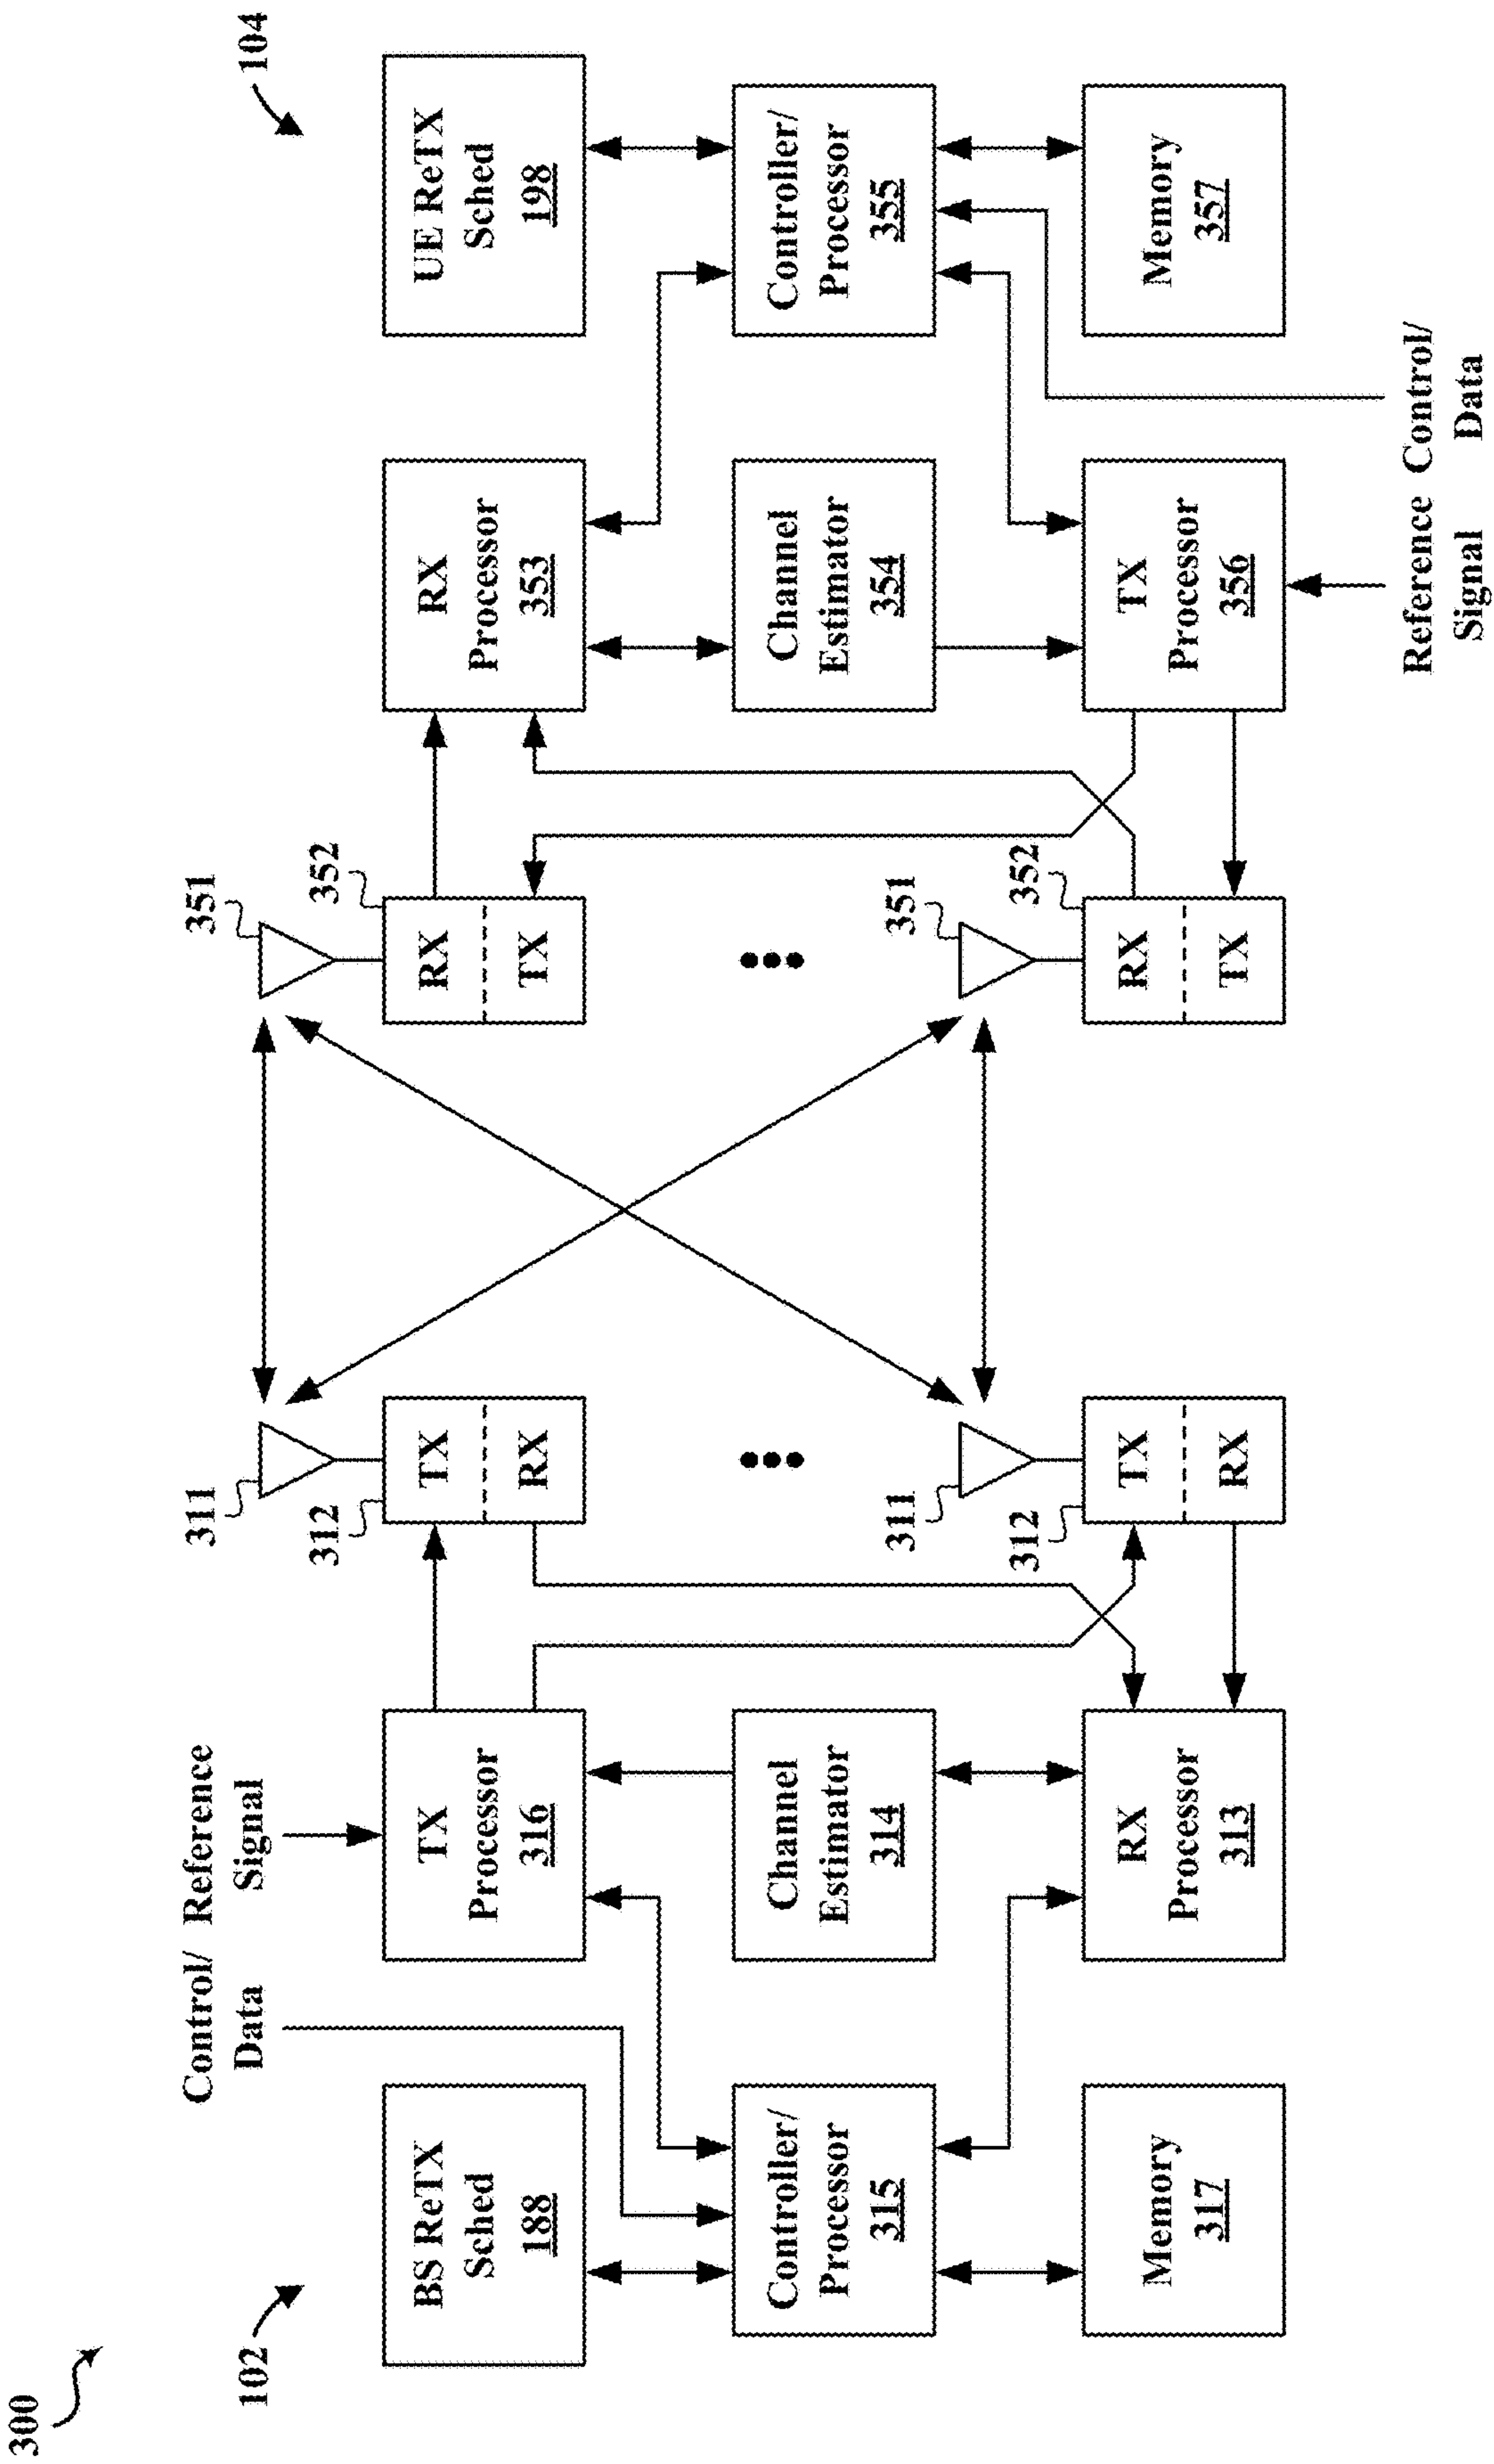 300
102
BS ReTX
Sched
188
Controller/
Processor
315
Memory
317
Control/
Data
Reference
Signal
TX
Processor
316
Channel
Estimator
314
RX
Processor
313
311
312
TX
RX
311
312
TX
RX
351
352
RX
TX
351
352
RX
TX
RX
Processor
353
Channel
Estimator
354
TX
Processor
356
Reference
Signal
Control/
Data
104
UE ReTX
Sched
198
Controller/
Processor
355
Memory
357